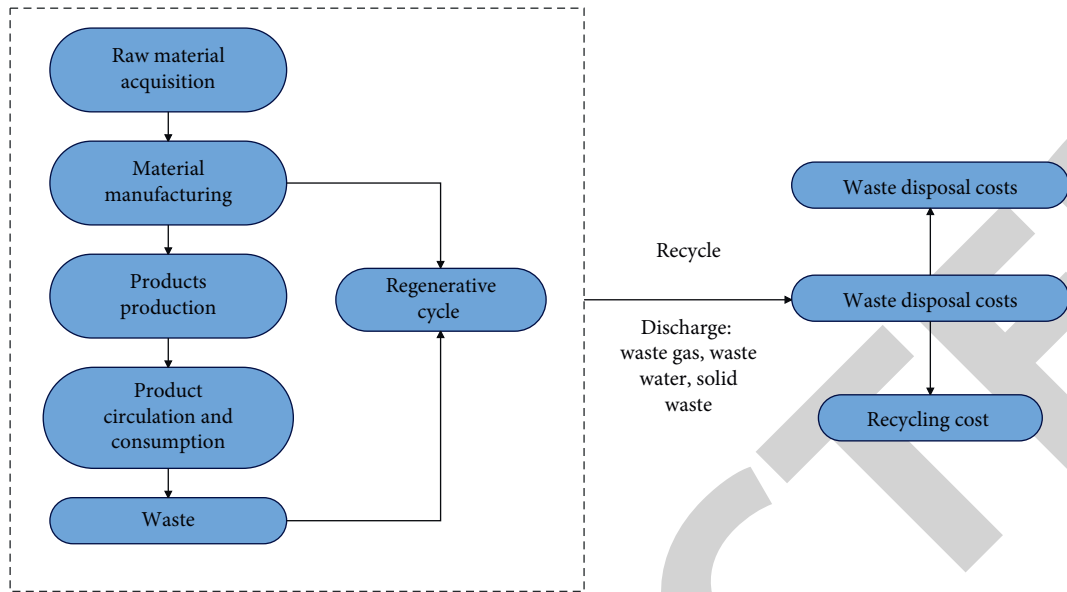 Raw material
acquisition
Material
manufacturing
Products
production
Product
circulation and
consumption
Waste
Regenerative
cycle
Recycle
Discharge:
waste gas, waste
water, solid
waste
Waste disposal costs
Waste disposal costs
Recycling cost